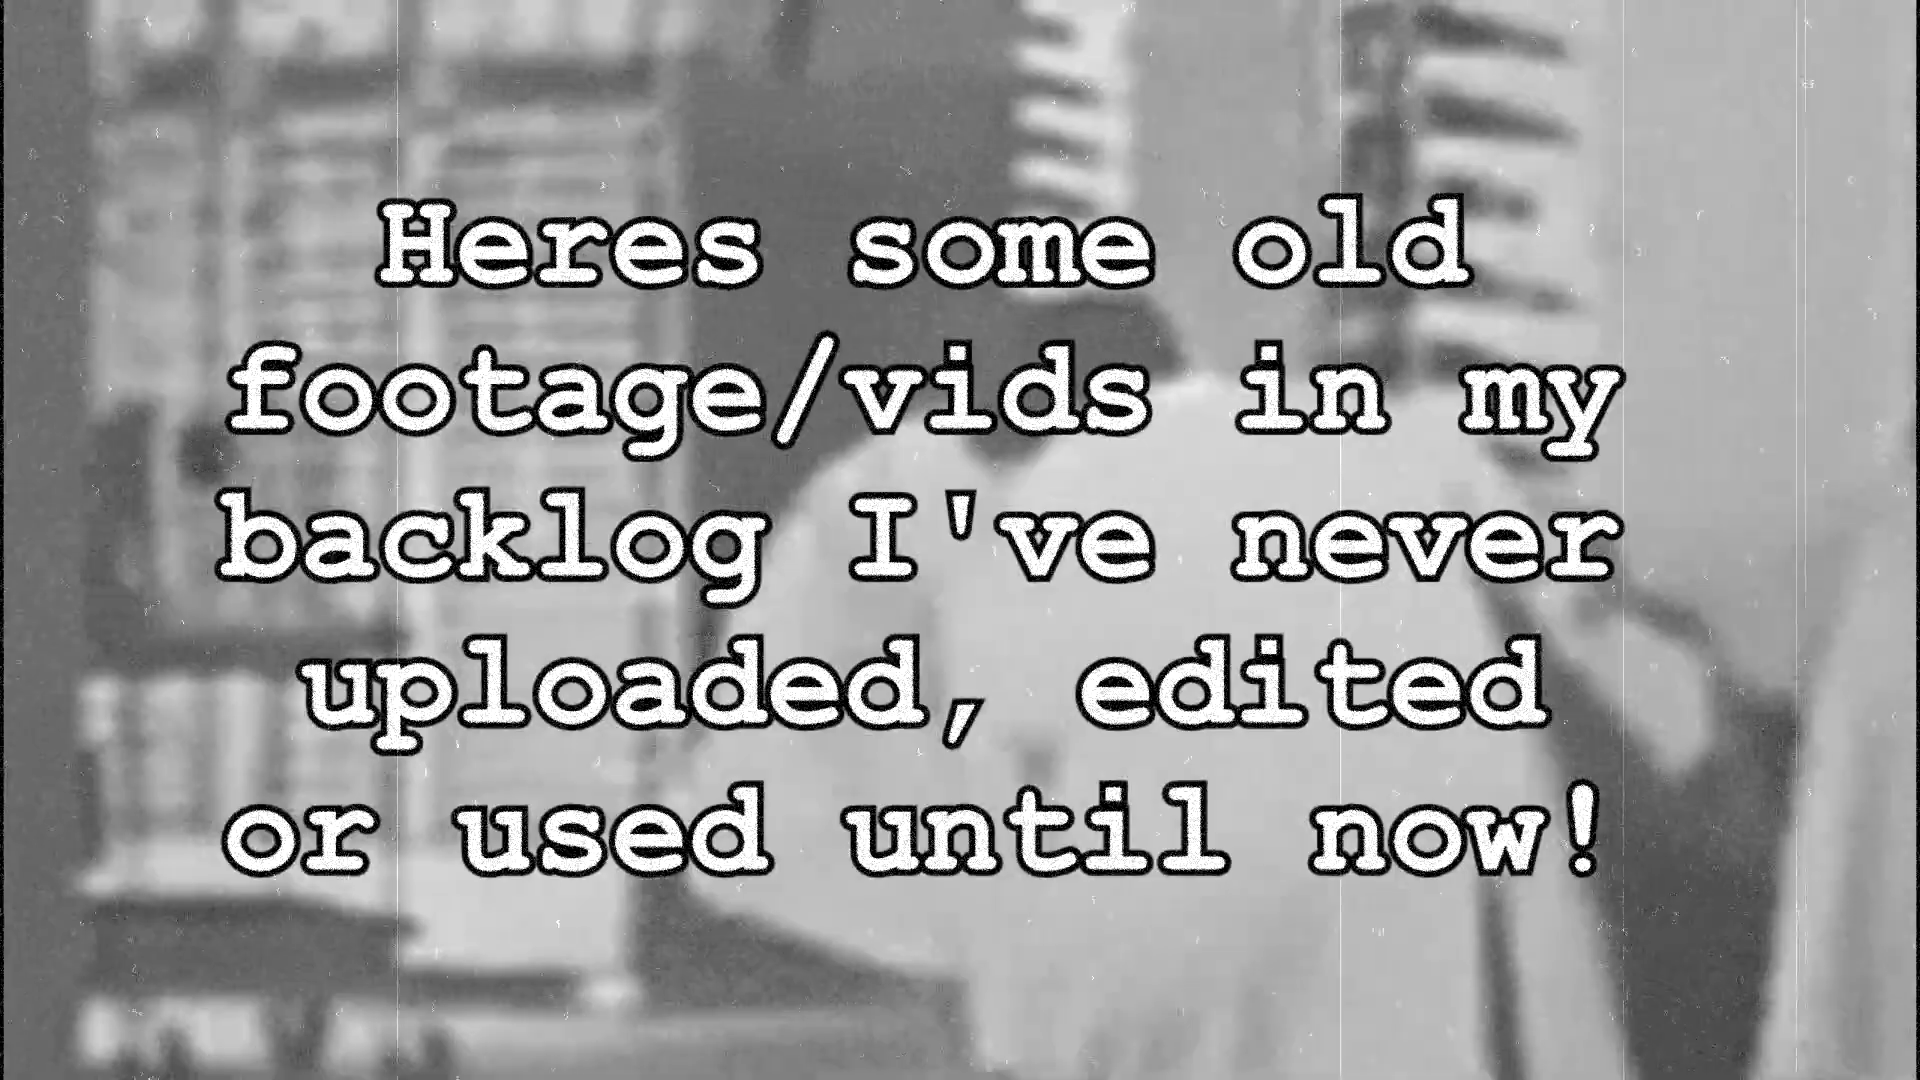 Heres some old
footage/vids in my
backlog I've never
uploaded, edited
or used until now!